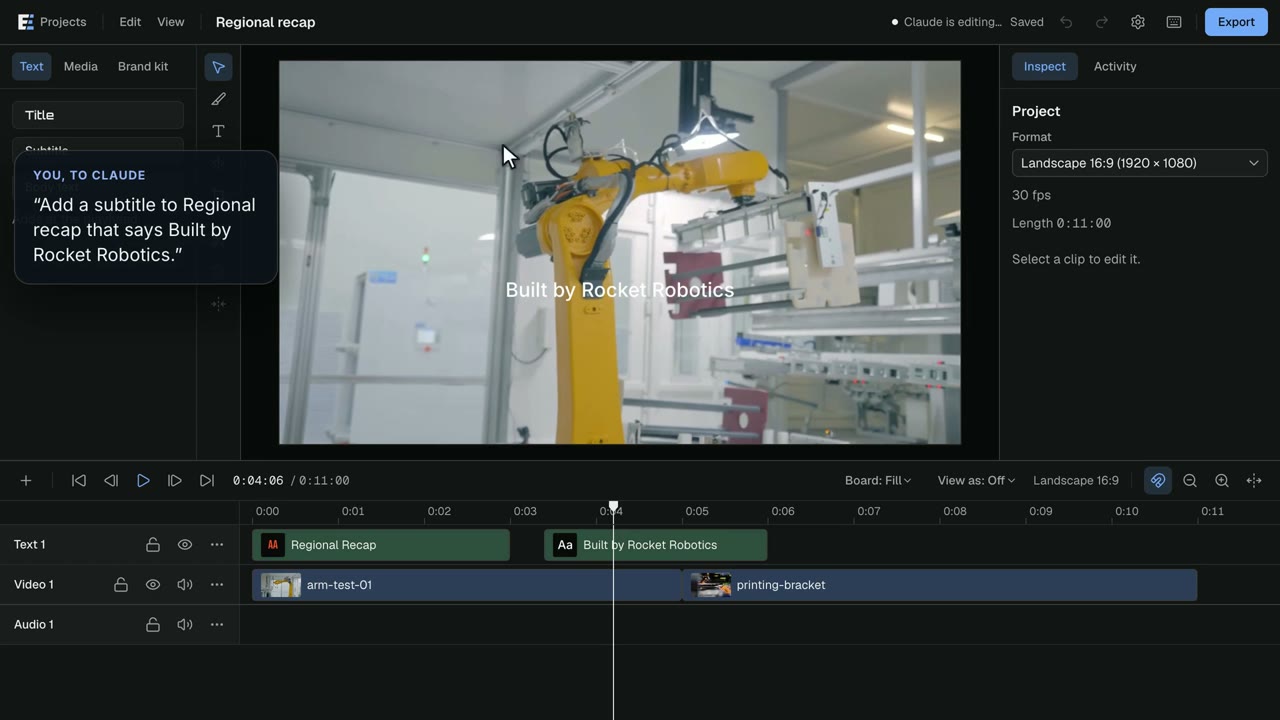 Projects Edit View Regional recap Claude is editing... Saved Export
Text Media Brand kit
Title
Subtitle
YOU, TO CLAUDE
“Add a subtitle to Regional
recap that says Built by
Rocket Robotics.”
Built by Rocket Robotics
Inspect Activity
Project
Format
Landscape 16:9 (1920 × 1080)
30 fps
Length 0:11:00
Select a clip to edit it.
0:04:06 / 0:11:00 Board: Fill View as: Off Landscape 16:9
0:00 0:01 0:02 0:03 0:04 0:05 0:06 0:07 0:08 0:09 0:10 0:11
Text 1 AA Regional Recap Aa Built by Rocket Robotics
Video 1 arm-test-01 printing-bracket
Audio 1